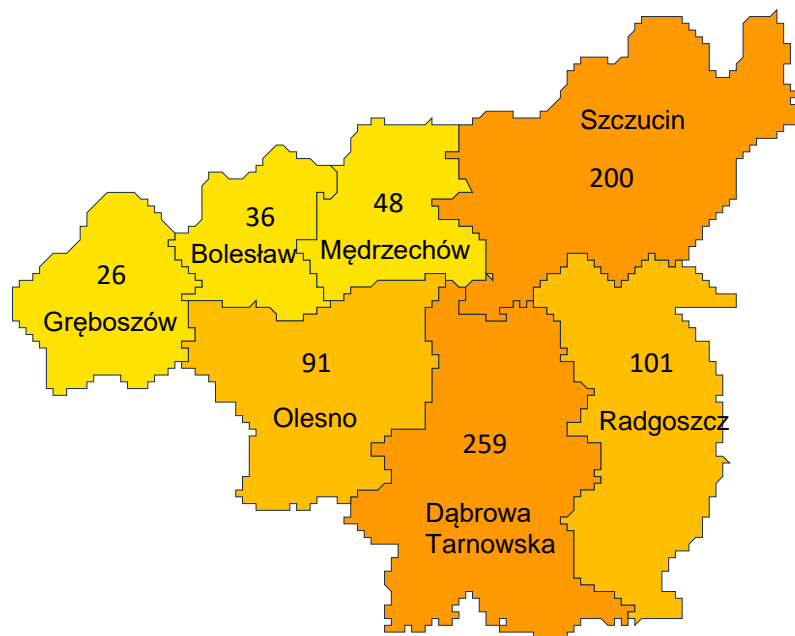 Szczucin
200
48
Mędrzechów
36
Bolesław
26
Gręboszów
91
Olesno
101
Radgoszcz
259
Dąbrowa
Tarnowska